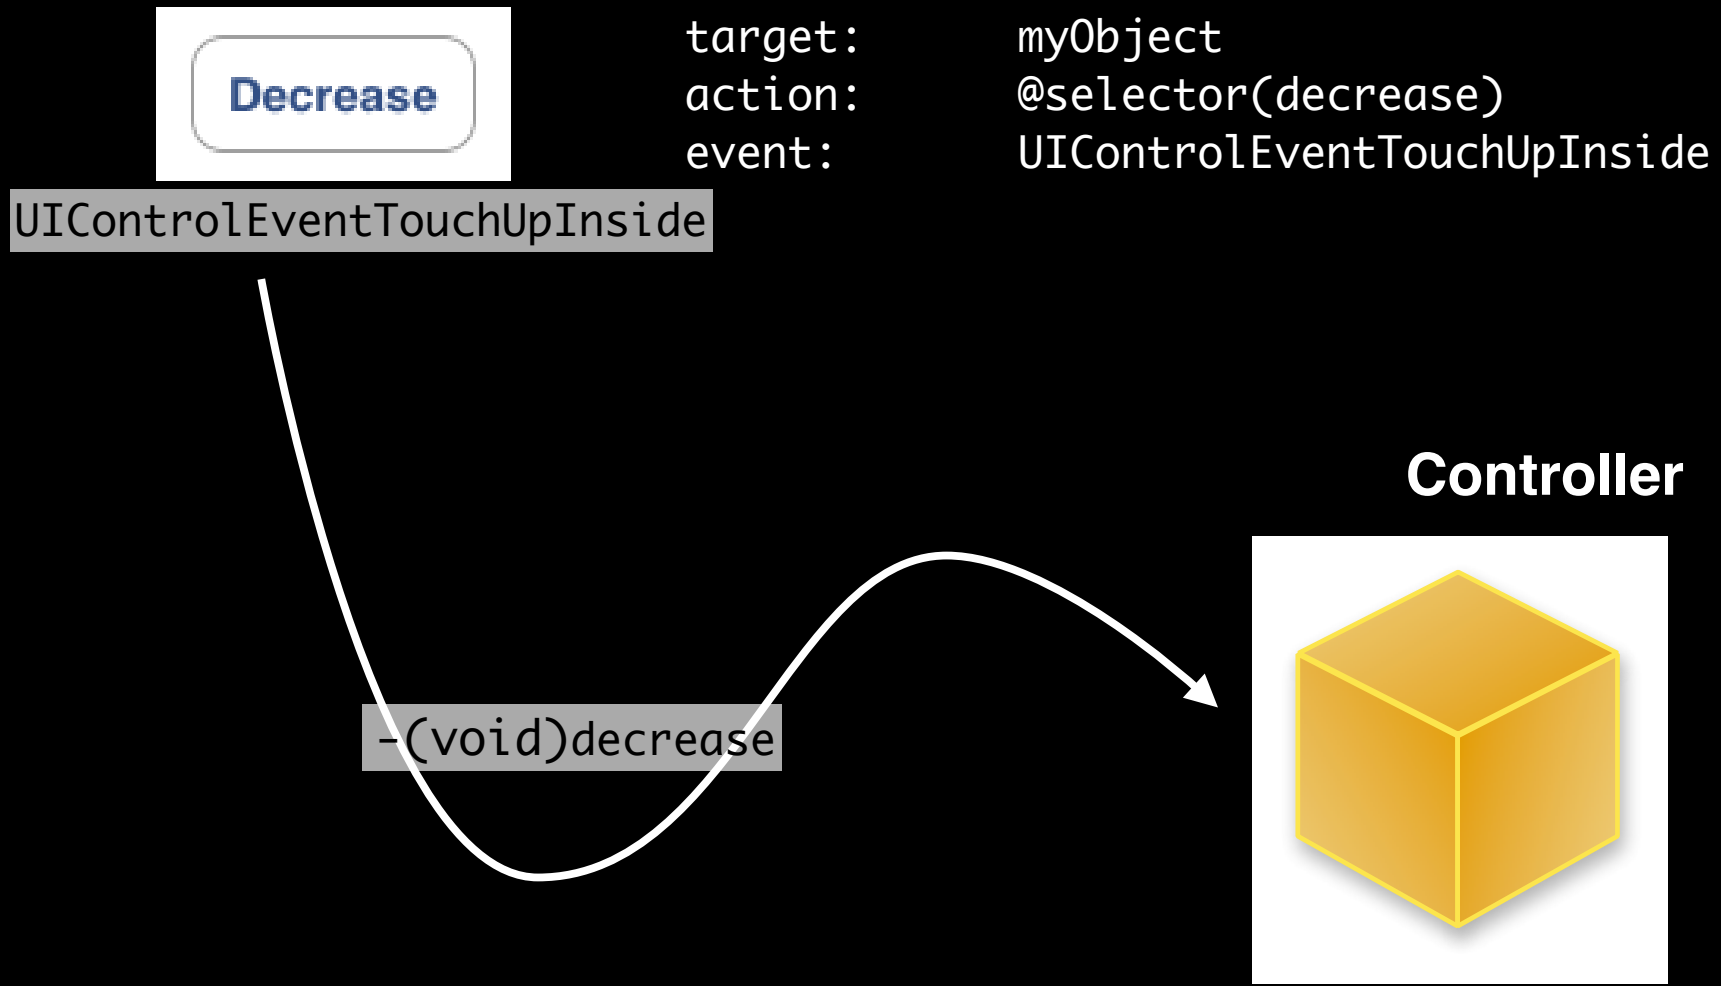 Decrease
target: myObject
action: @selector(decrease)
event: UIControlEventTouchUpInside
UIControlEventTouchUpInside
Controller
-(void)decrease